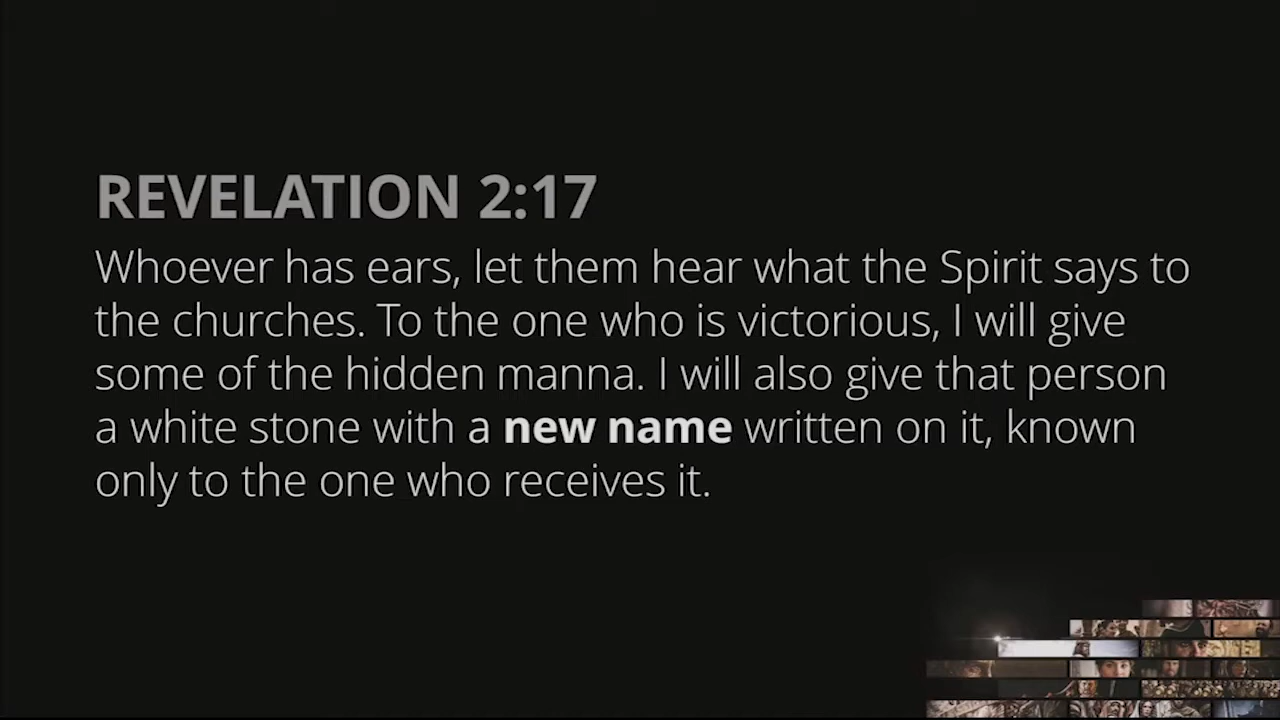 REVELATION 2:17
Whoever has ears, let them hear what the Spirit says to
the churches. To the one who is victorious, I will give
some of the hidden manna. I will also give that person
a white stone with a new name written on it, known
only to the one who receives it.